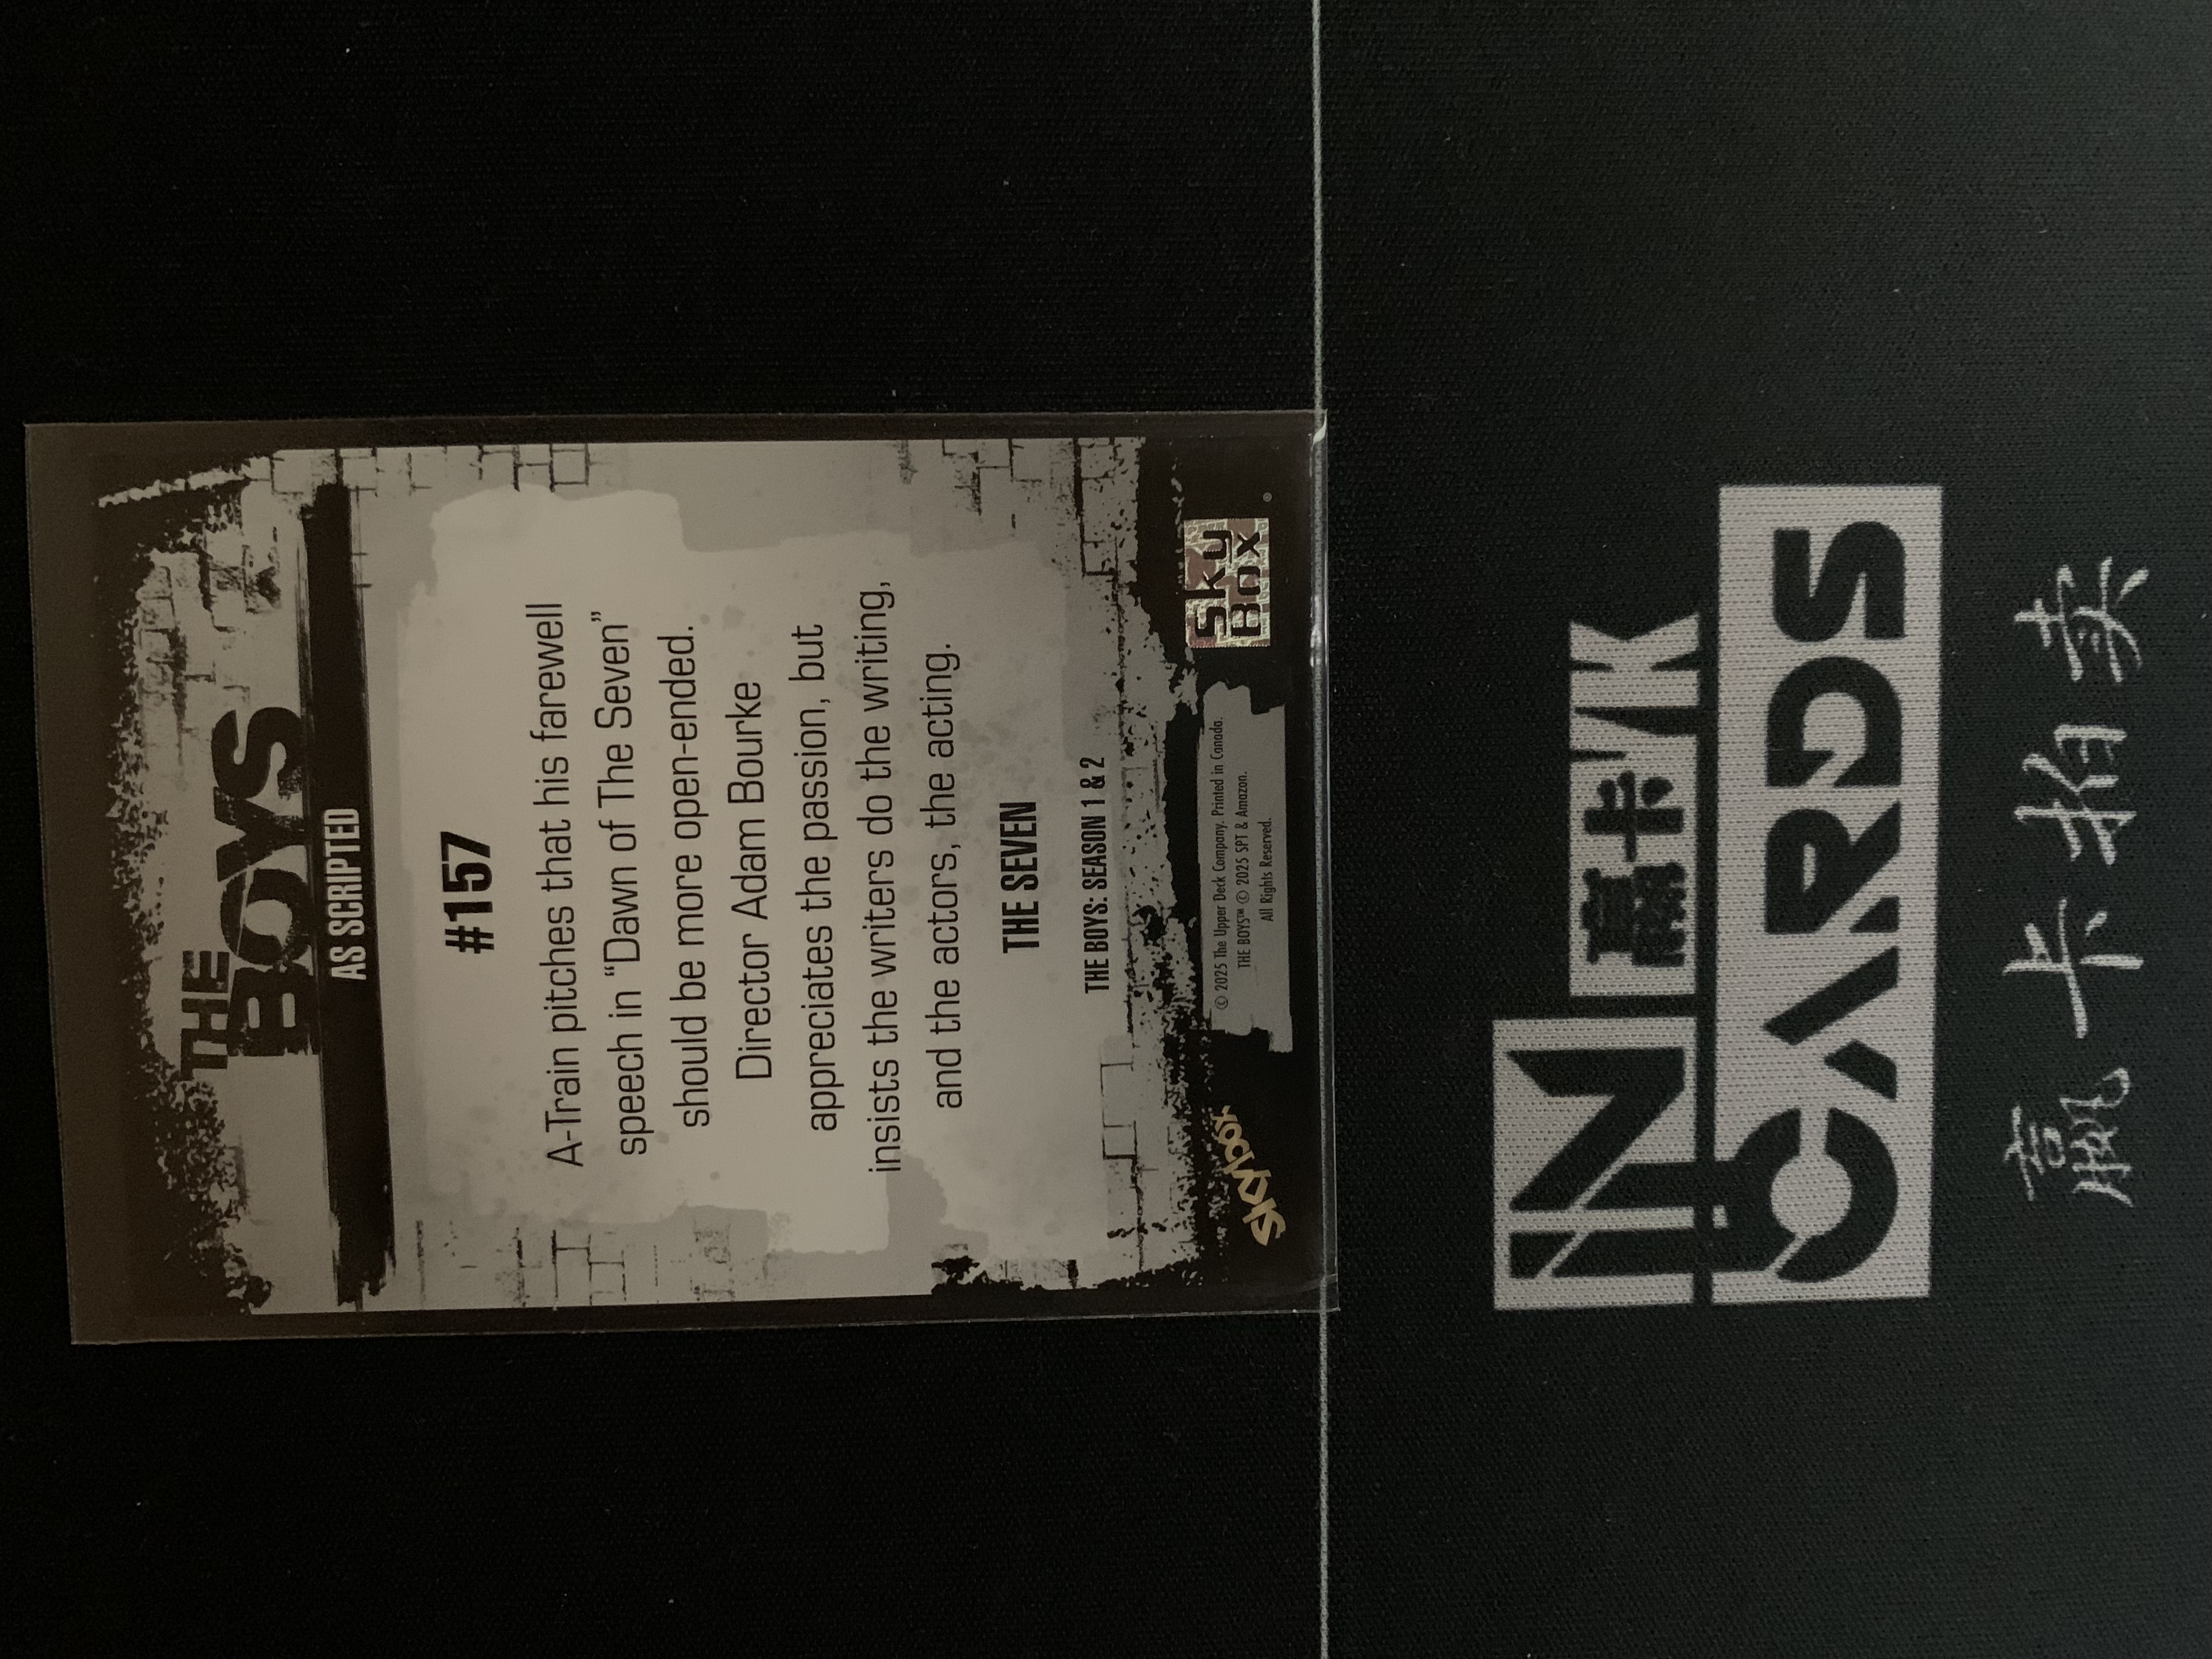 THE
BOYS
AS SCRIPTED
#157
A-Train pitches that his farewell
speech in “Dawn of The Seven”
should be more open-ended.
Director Adam Bourke
appreciates the passion, but
insists the writers do the writing,
and the actors, the acting.
THE SEVEN
THE BOYS: SEASON 1 & 2
skybox
© 2025 The Upper Deck Company. Printed in Canada.
THE BOYS™ © 2025 SPT & Amazon.
All Rights Reserved.
Sky
Box
IN
赢卡
CARDS
赢卡拍卖